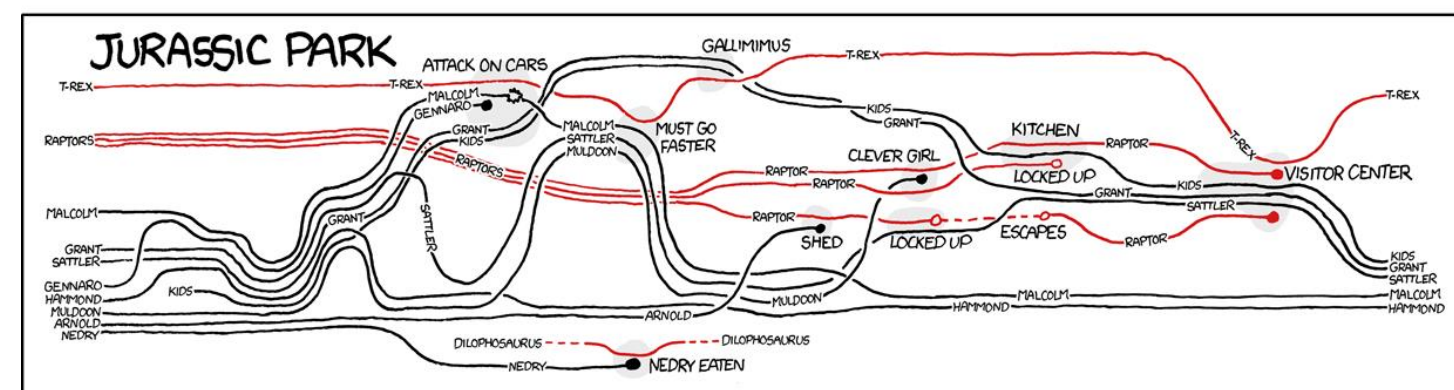 JURASSIC PARK
GALLIMIMUS
T-REX
ATTACK ON CARS
T-REX
T-REX
T-REX
MALCOLM
GENNARO
KIDS
GRANT
GRANT
KIDS
MALCOLM
SATTLER
MULDOON
MUST GO
FASTER
KITCHEN
RAPTORS
RAPTORS
CLEVER GIRL
RAPTOR
T-REX
RAPTOR
RAPTOR
LOCKED UP
VISITOR CENTER
KIDS
GRANT
SATTLER
MALCOLM
GRANT
SATTLER
RAPTOR
SHED
LOCKED UP
ESCAPES
RAPTOR
GRANT
SATTLER
GENNARO
HAMMOND
MULDOON
ARNOLD
NEDRY
KIDS
KIDS
GRANT
SATTLER
MALCOLM
HAMMOND
MULDOON
MALCOLM
HAMMOND
ARNOLD
DILOPHOSAURUS
DILOPHOSAURUS
NEDRY
NEDRY EATEN